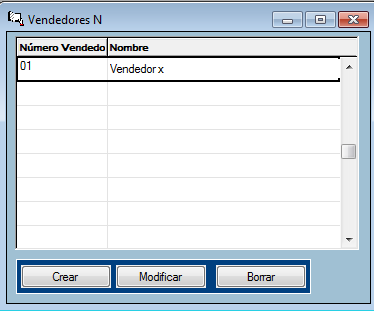 Vendedores N
Número Vendedo Nombre
01 Vendedor x
Crear Modificar Borrar